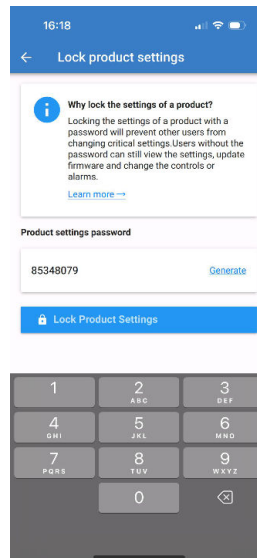 16:18
Lock product settings
Why lock the settings of a product?
Locking the settings of a product with a
password will prevent other users from
changing critical settings.Users without the
password can still view the settings, update
firmware and change the controls or
alarms.
Learn more →
Product settings password
85348079 Generate
Lock Product Settings
1 2 3
ABC DEF
4 5 6
GHI JKL MNO
7 8 9
PQRS TUV WXYZ
0